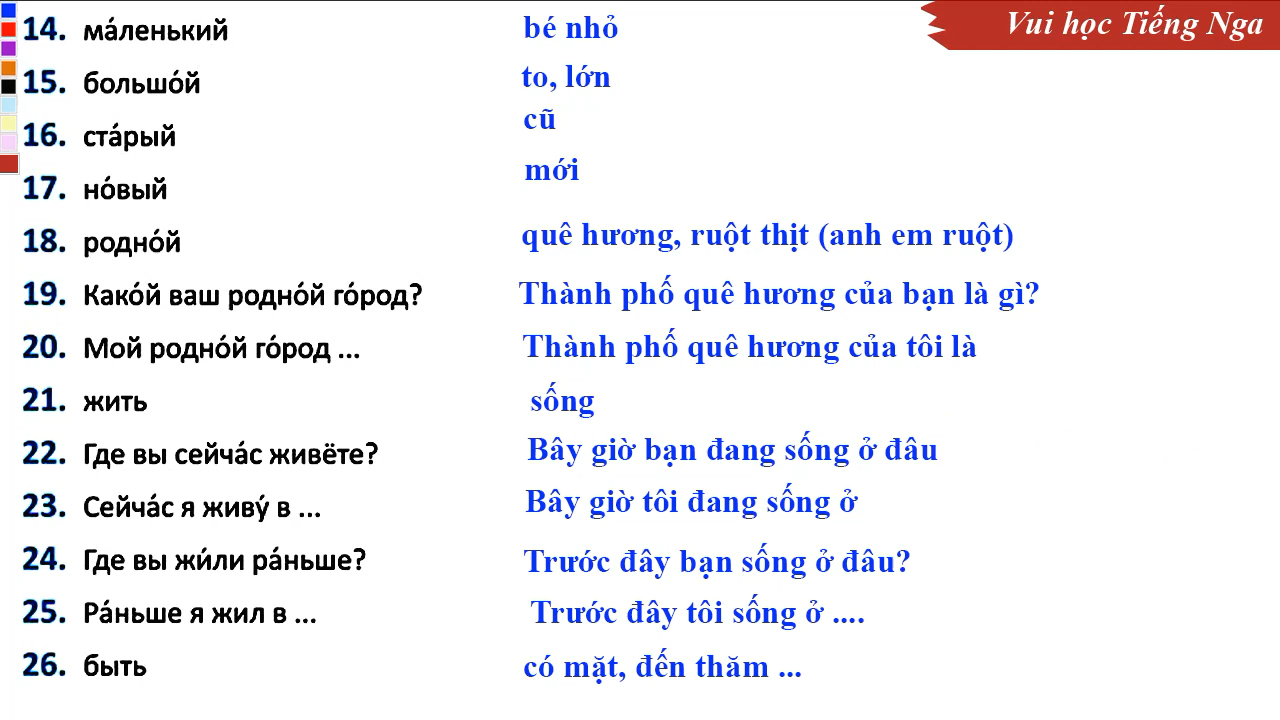 Vui học Tiếng Nga
14. ма́ленький bé nhỏ
15. большо́й to, lớn
16. ста́рый cũ
17. но́вый mới
18. родно́й quê hương, ruột thịt (anh em ruột)
19. Како́й ваш родно́й го́род? Thành phố quê hương của bạn là gì?
20. Мой родно́й го́род ... Thành phố quê hương của tôi là
21. жить sống
22. Где вы сейча́с живёте? Bây giờ bạn đang sống ở đâu
23. Сейча́с я живу́ в ... Bây giờ tôi đang sống ở
24. Где вы жи́ли ра́ньше? Trước đây bạn sống ở đâu?
25. Ра́ньше я жил в ... Trước đây tôi sống ở ....
26. быть có mặt, đến thăm ...